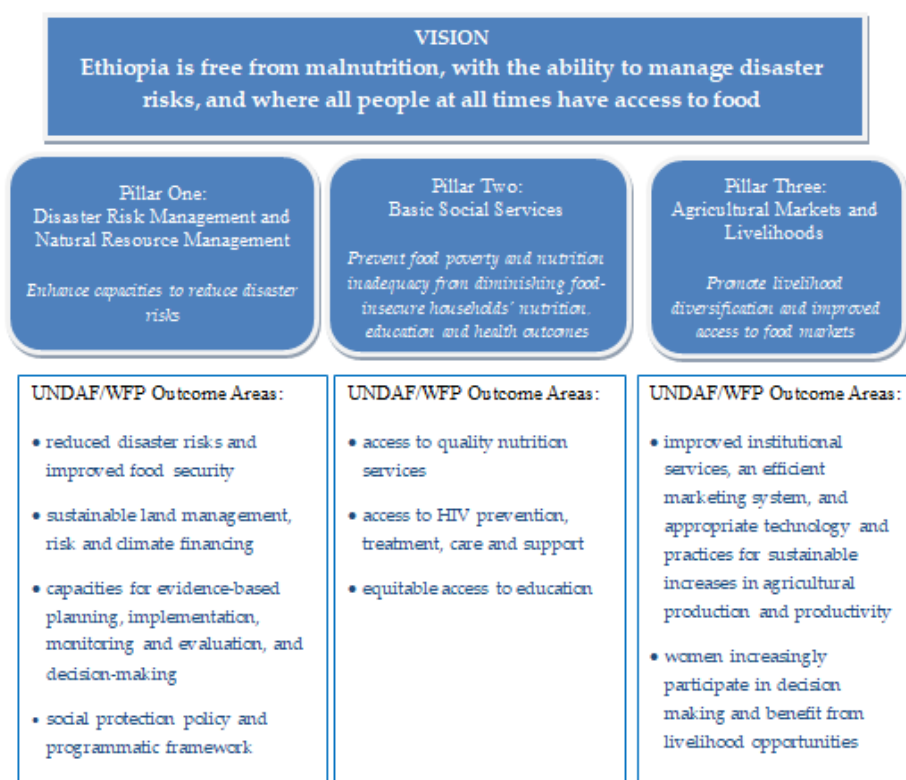 VISION
Ethiopia is free from malnutrition, with the ability to manage disaster
risks, and where all people at all times have access to food
Pillar One:
Disaster Risk Management and
Natural Resource Management
Enhance capacities to reduce disaster
risks
Pillar Two:
Basic Social Services
Prevent food poverty and nutrition
inadequacy from diminishing food-
insecure households' nutrition,
education and health outcomes
Pillar Three:
Agricultural Markets and
Livelihoods
Promote livelihood
diversification and improved
access to food markets
UNDAF/WFP Outcome Areas:
• reduced disaster risks and
improved food security
• sustainable land management,
risk and climate financing
• capacities for evidence-based
planning, implementation,
monitoring and evaluation, and
decision-making
• social protection policy and
programmatic framework
UNDAF/WFP Outcome Areas:
• access to quality nutrition
services
• access to HIV prevention,
treatment, care and support
• equitable access to education
UNDAF/WFP Outcome Areas:
• improved institutional
services, an efficient
marketing system, and
appropriate technology and
practices for sustainable
increases in agricultural
production and productivity
• women increasingly
participate in decision
making and benefit from
livelihood opportunities